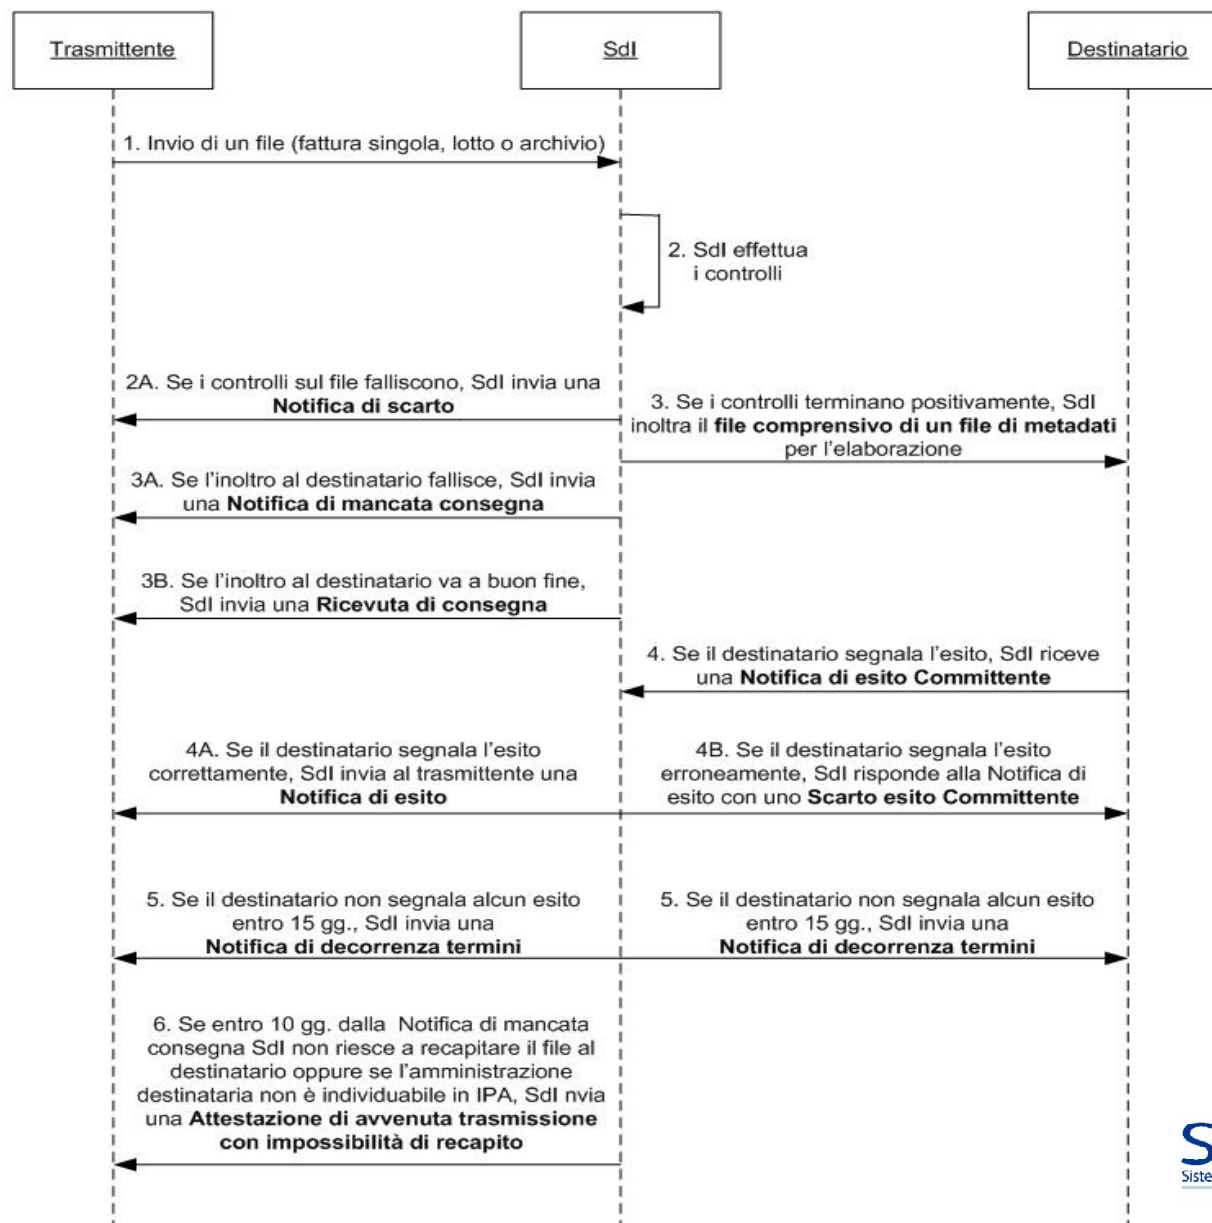 Trasmittente
SdI
Destinatario
1. Invio di un file (fattura singola, lotto o archivio)
2. SdI effettua
i controlli
2A. Se i controlli sul file falliscono, SdI invia una
Notifica di scarto
3. Se i controlli terminano positivamente, SdI
inoltra il file comprensivo di un file di metadati
per l'elaborazione
3A. Se l'inoltro al destinatario fallisce, SdI invia
una Notifica di mancata consegna
3B. Se l'inoltro al destinatario va a buon fine,
SdI invia una Ricevuta di consegna
4. Se il destinatario segnala l'esito, SdI riceve
una Notifica di esito Committente
4A. Se il destinatario segnala l'esito
correttamente, SdI invia al trasmittente una
Notifica di esito
4B. Se il destinatario segnala l'esito
erroneamente, SdI risponde alla Notifica di
esito con uno Scarto esito Committente
5. Se il destinatario non segnala alcun esito
entro 15 gg., SdI invia una
Notifica di decorrenza termini
5. Se il destinatario non segnala alcun esito
entro 15 gg., SdI invia una
Notifica di decorrenza termini
6. Se entro 10 gg. dalla Notifica di mancata
consegna SdI non riesce a recapitare il file al
destinatario oppure se l'amministrazione
destinataria non è individuabile in IPA, SdI nvia
una Attestazione di avvenuta trasmissione
con impossibilità di recapito
S
Siste